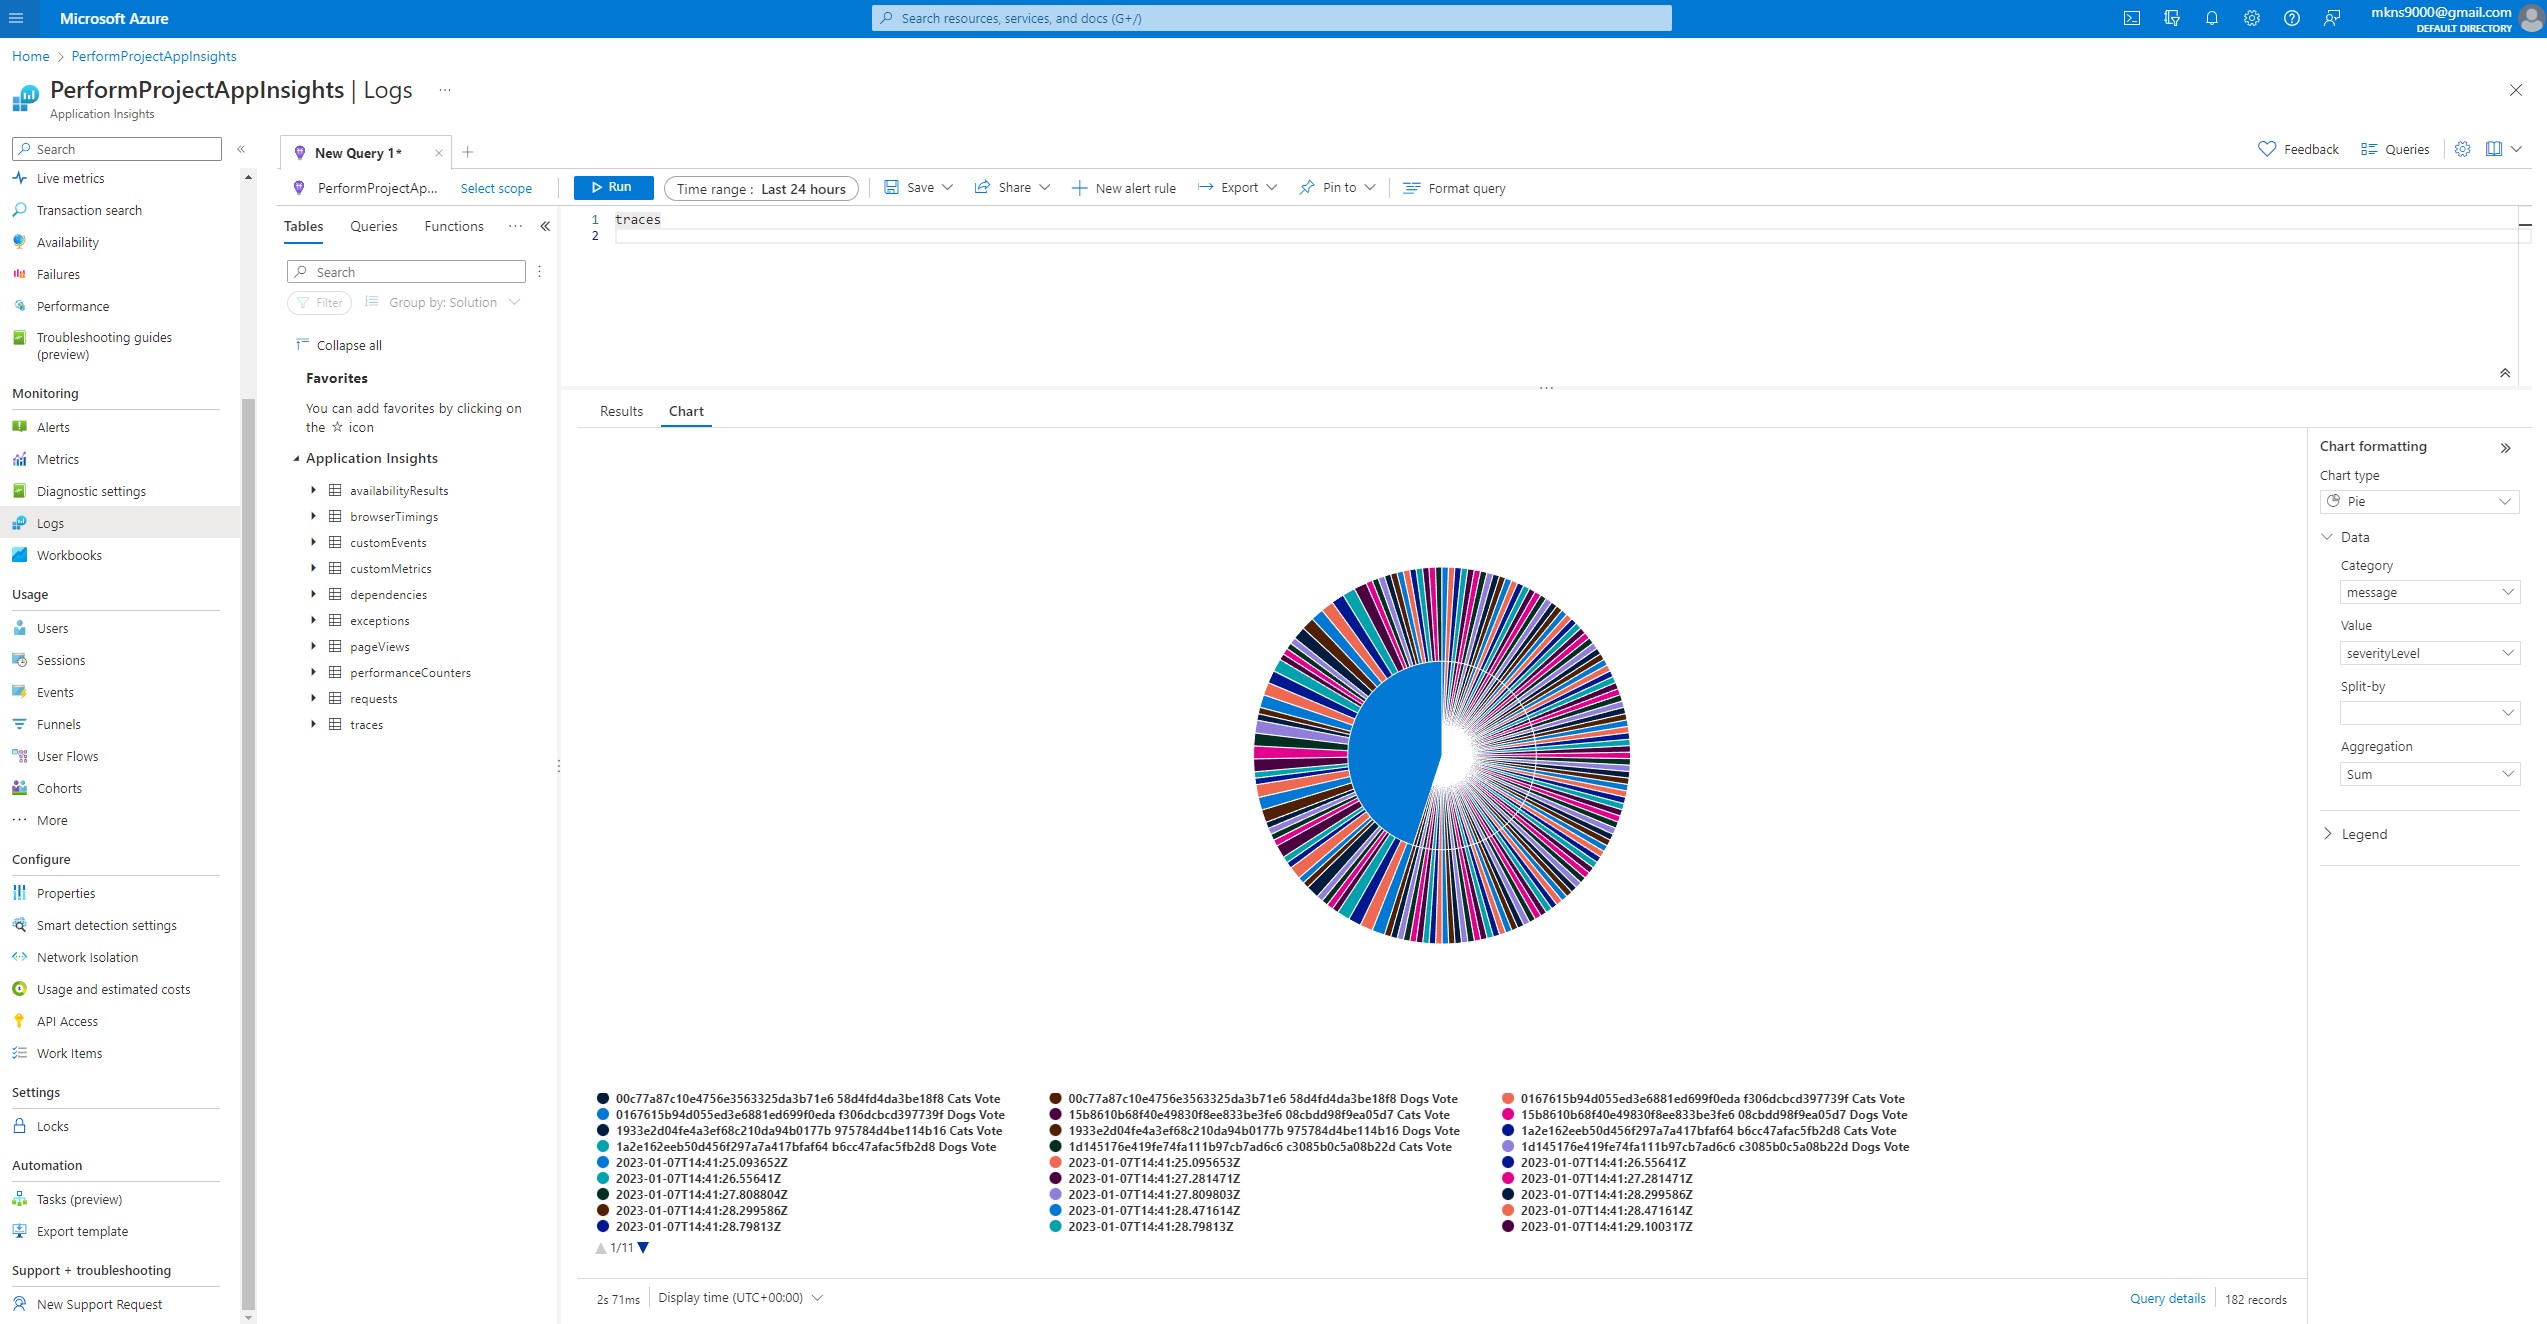 Microsoft Azure
Search resources, services, and docs (G+/)
mkns9000@gmail.com
DEFAULT DIRECTORY
Home > PerformProjectAppInsights
PerformProjectAppInsights | Logs ...
Application Insights
Search
Live metrics
Transaction search
Availability
Failures
Performance
Troubleshooting guides
(preview)
Monitoring
Alerts
Metrics
Diagnostic settings
Logs
Workbooks
Usage
Users
Sessions
Events
Funnels
User Flows
Cohorts
More
Configure
Properties
Smart detection settings
Network Isolation
Usage and estimated costs
API Access
Work Items
Settings
Locks
Automation
Tasks (preview)
Export template
Support + troubleshooting
New Support Request
New Query 1*
Feedback
Queries
PerformProjectAp...
Select scope
Run
Time range : Last 24 hours
Save
Share
New alert rule
Export
Pin to
Format query
Tables
Queries
Functions
Search
Filter
Group by: Solution
Collapse all
Favorites
You can add favorites by clicking on
the ☆ icon
Application Insights
availabilityResults
browserTimings
customEvents
customMetrics
dependencies
exceptions
pageViews
performanceCounters
requests
traces
1 traces
2
Results
Chart
00c77a87c10e4756e3563325da3b71e6 58d4fd4da3be18f8 Cats Vote
00c77a87c10e4756e3563325da3b71e6 58d4fd4da3be18f8 Dogs Vote
0167615b94d055ed3e6881ed699f0eda f306dcbcd397739f Cats Vote
0167615b94d055ed3e6881ed699f0eda f306dcbcd397739f Dogs Vote
15b8610b68f40e49830f8ee833be3fe6 08cbdd98f9ea05d7 Cats Vote
15b8610b68f40e49830f8ee833be3fe6 08cbdd98f9ea05d7 Dogs Vote
1933e2d04fe4a3ef68c210da94b0177b 975784d4be114b16 Cats Vote
1933e2d04fe4a3ef68c210da94b0177b 975784d4be114b16 Dogs Vote
1a2e162eeb50d456f297a7a417bfaf64 b6cc47afac5fb2d8 Cats Vote
1a2e162eeb50d456f297a7a417bfaf64 b6cc47afac5fb2d8 Dogs Vote
1d145176e419fe74fa111b97cb7ad6c6 c3085b0c5a08b22d Cats Vote
1d145176e419fe74fa111b97cb7ad6c6 c3085b0c5a08b22d Dogs Vote
2023-01-07T14:41:25.093652Z
2023-01-07T14:41:25.095653Z
2023-01-07T14:41:26.55641Z
2023-01-07T14:41:26.55641Z
2023-01-07T14:41:27.281471Z
2023-01-07T14:41:27.281471Z
2023-01-07T14:41:27.808804Z
2023-01-07T14:41:27.809803Z
2023-01-07T14:41:28.299586Z
2023-01-07T14:41:28.299586Z
2023-01-07T14:41:28.471614Z
2023-01-07T14:41:28.471614Z
2023-01-07T14:41:28.79813Z
2023-01-07T14:41:28.79813Z
2023-01-07T14:41:29.100317Z
1/11
2s 71ms
Display time (UTC+00:00)
Query details
182 records
Chart formatting
Chart type
Pie
Data
Category
message
Value
severityLevel
Split-by
Aggregation
Sum
Legend